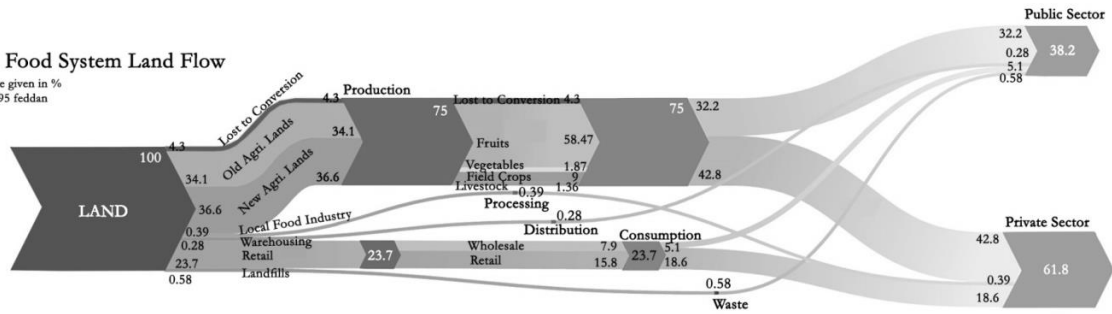 Food System Land Flow
e given in %
95 feddan
LAND
100
4.3
Lost to Conversion
4.3
34.1
Old Agri. Lands
34.1
36.6
New Agri. Lands
36.6
0.39
Local Food Industry
0.28
Warehousing
23.7
Retail
0.58
Landfills
Production
75
Lost to Conversion 4.3
Fruits
58.47
Vegetables
1.87
Field Crops
9
Livestock
1.36
0.39
Processing
0.28
Distribution
23.7
Wholesale
7.9
Retail
15.8
Consumption
23.7
5.1
18.6
0.58
Waste
75
32.2
42.8
Public Sector
32.2
0.28
5.1
0.58
38.2
Private Sector
42.8
0.39
18.6
61.8